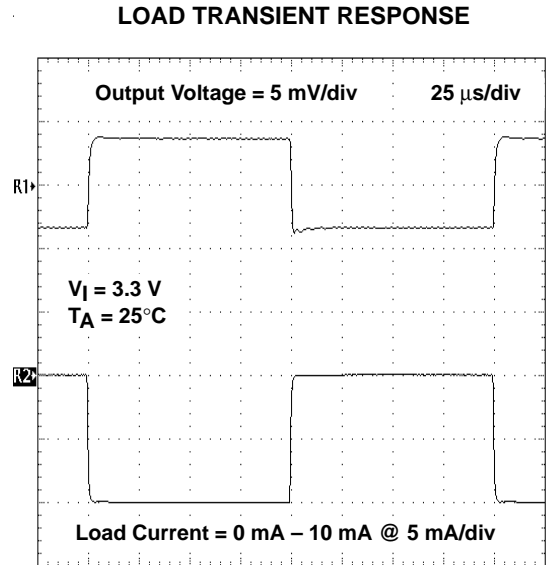 LOAD TRANSIENT RESPONSE
Output Voltage = 5 mV/div 25 μs/div
R1
VI = 3.3 V
TA = 25°C
R2
Load Current = 0 mA – 10 mA @ 5 mA/div